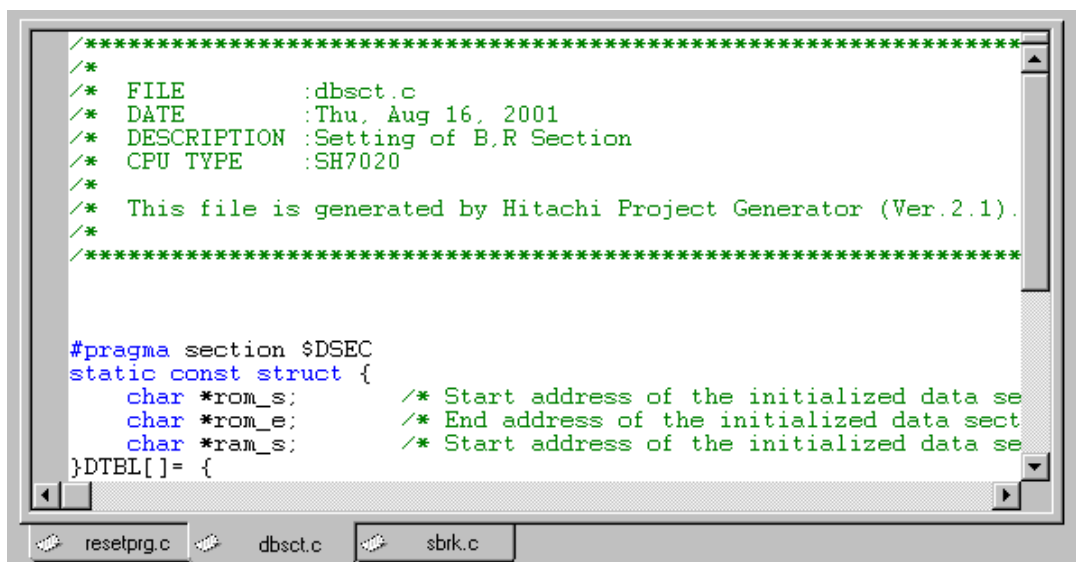 /*****************************************************************
/*
/*  FILE        :dbsct.c
/*  DATE        :Thu, Aug 16, 2001
/*  DESCRIPTION :Setting of B,R Section
/*  CPU TYPE    :SH7020
/*
/*  This file is generated by Hitachi Project Generator (Ver.2.1).
/*
/*****************************************************************
#pragma section $DSEC
static const struct {
    char *rom_s;       /* Start address of the initialized data se
    char *rom_e;       /* End address of the initialized data sect
    char *ram_s;       /* Start address of the initialized data se
}DTBL[]= {
resetprg.c dbsct.c sbrk.c